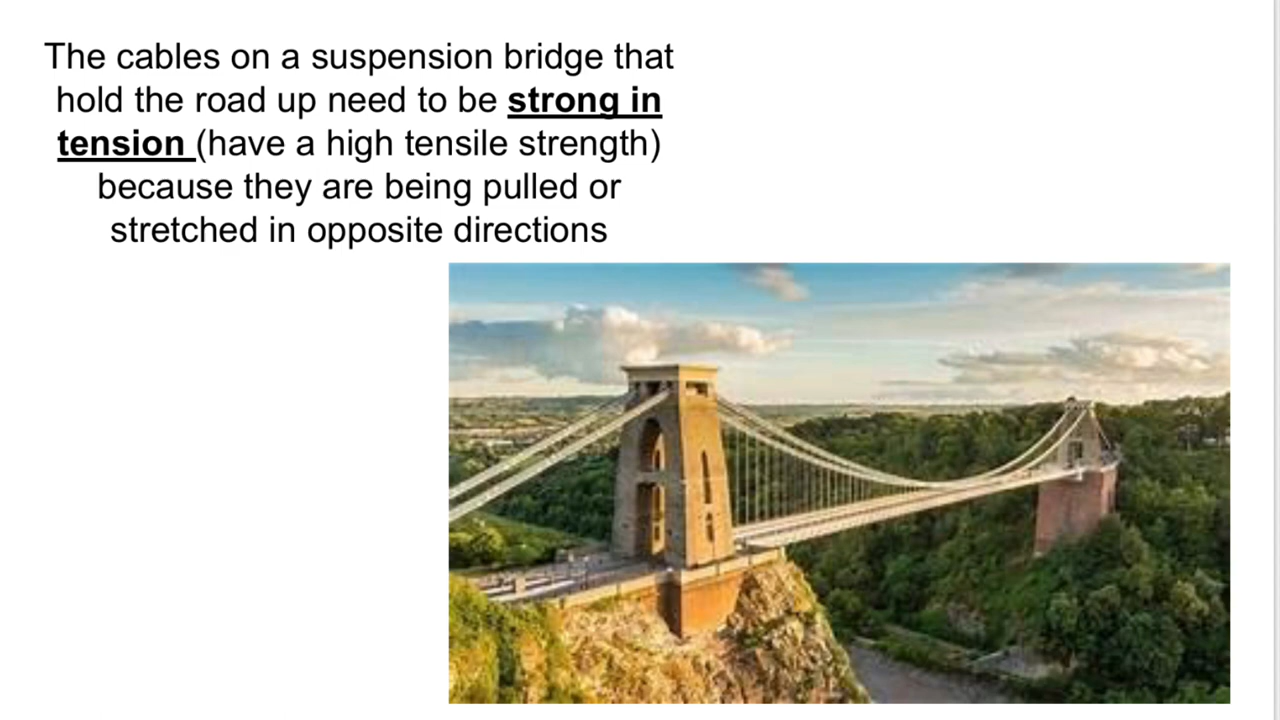 The cables on a suspension bridge that
hold the road up need to be strong in
tension (have a high tensile strength)
because they are being pulled or
stretched in opposite directions